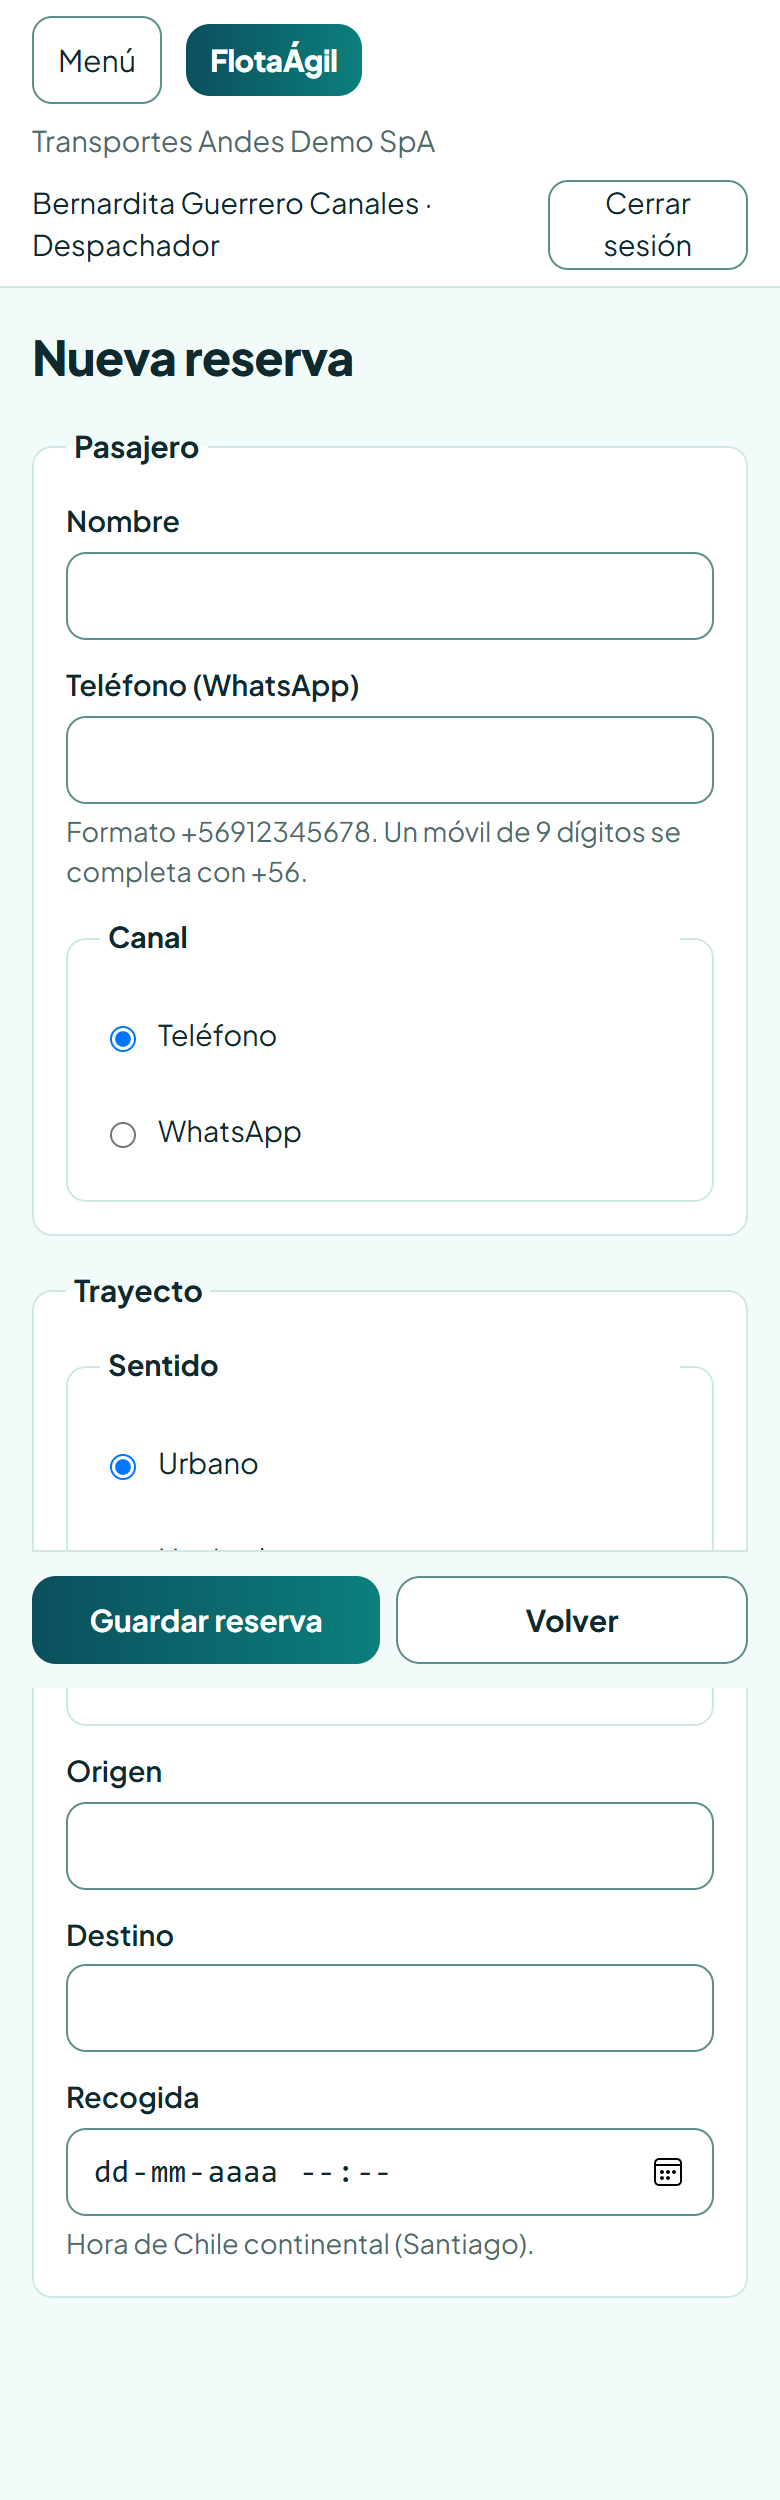 Menú
FlotaÁgil
Transportes Andes Demo SpA
Bernardita Guerrero Canales ·
Despachador
Cerrar
sesión
Nueva reserva
Pasajero
Nombre
Teléfono (WhatsApp)
Formato +56912345678. Un móvil de 9 dígitos se
completa con +56.
Canal
Teléfono
WhatsApp
Trayecto
Sentido
Urbano
Guardar reserva
Volver
Origen
Destino
Recogida
dd-mm-aaaa --:--
Hora de Chile continental (Santiago).